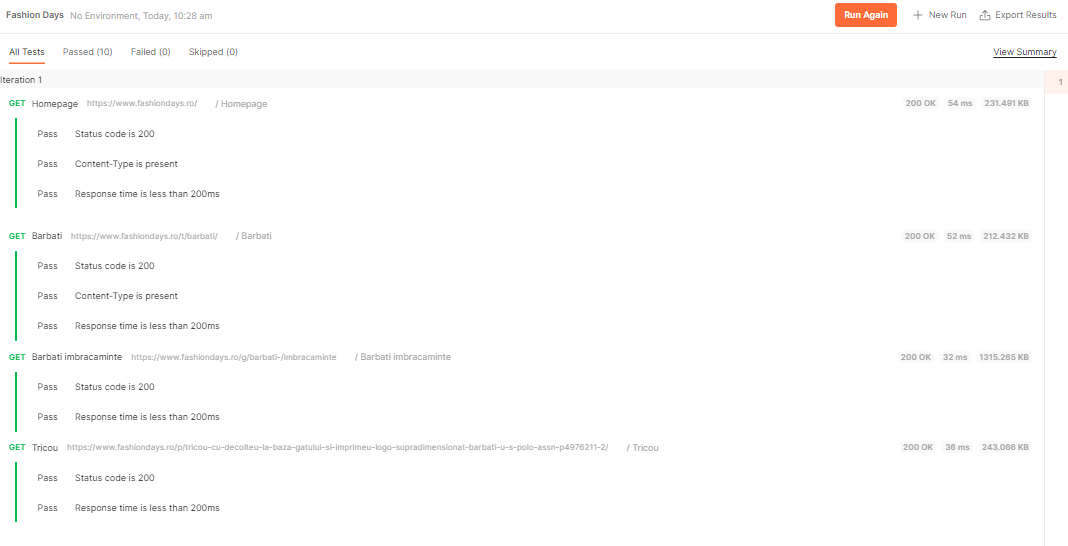 Fashion Days No Environment, Today, 10:28 am Run Again + New Run Export Results
All Tests Passed (10) Failed (0) Skipped (0) View Summary
Iteration 1 1
GET Homepage https://www.fashiondays.ro/ / Homepage 200 OK 54 ms 231.491 KB
Pass Status code is 200
Pass Content-Type is present
Pass Response time is less than 200ms
GET Barbati https://www.fashiondays.ro/t/barbati/ / Barbati 200 OK 52 ms 212.432 KB
Pass Status code is 200
Pass Content-Type is present
Pass Response time is less than 200ms
GET Barbati imbracaminte https://www.fashiondays.ro/g/barbati-/imbracaminte / Barbati imbracaminte 200 OK 32 ms 1315.265 KB
Pass Status code is 200
Pass Response time is less than 200ms
GET Tricou https://www.fashiondays.ro/p/tricou-cu-decolteu-la-baza-gatului-si-imprimeu-logo-supradimensionat-barbati-u-s-polo-assn-p4976211-2/ / Tricou 200 OK 36 ms 243.066 KB
Pass Status code is 200
Pass Response time is less than 200ms